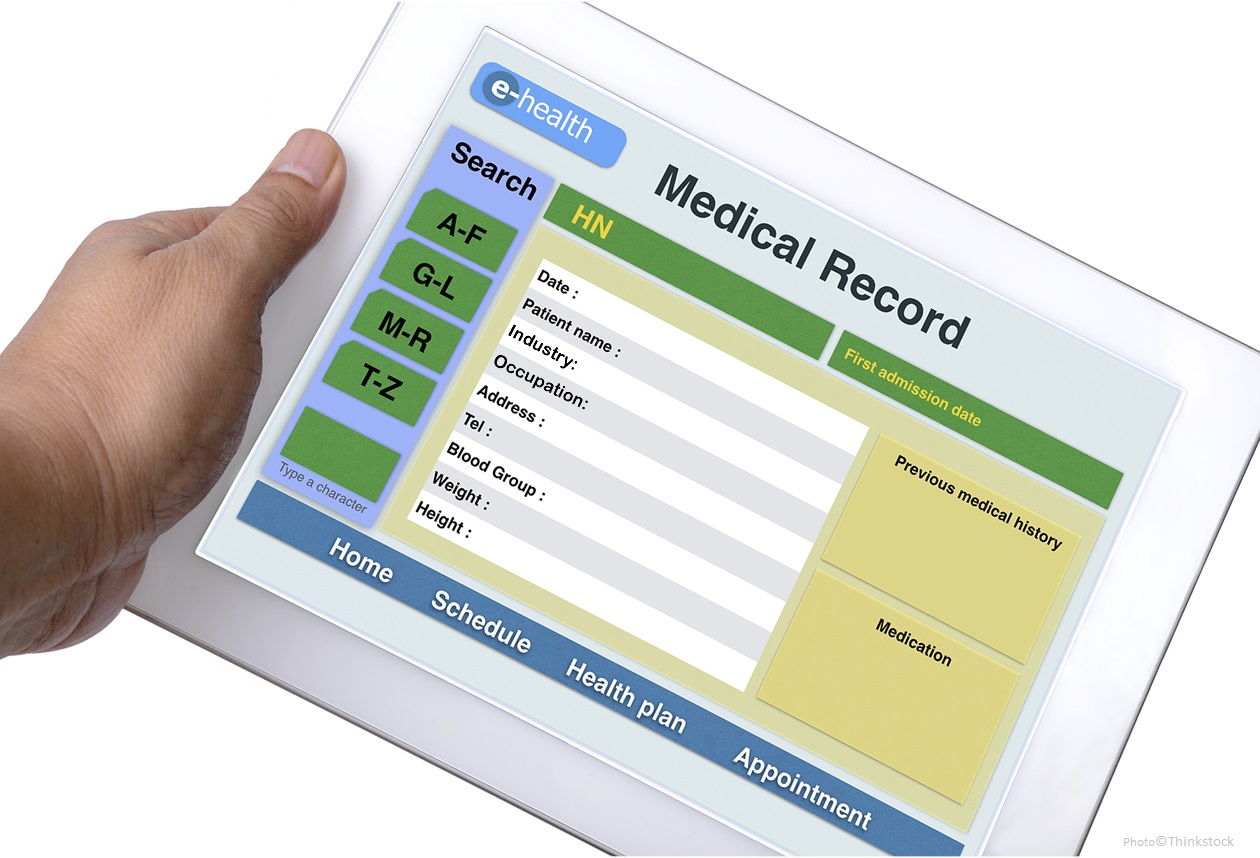 e-health
Medical Record
Search
A-F
G-L
M-R
T-Z
Type a character
HN
First admission date
Date :
Patient name :
Industry:
Occupation:
Address :
Tel :
Blood Group :
Weight :
Height :
Previous medical history
Medication
Home
Schedule
Health plan
Appointment
Photo©Thinkstock